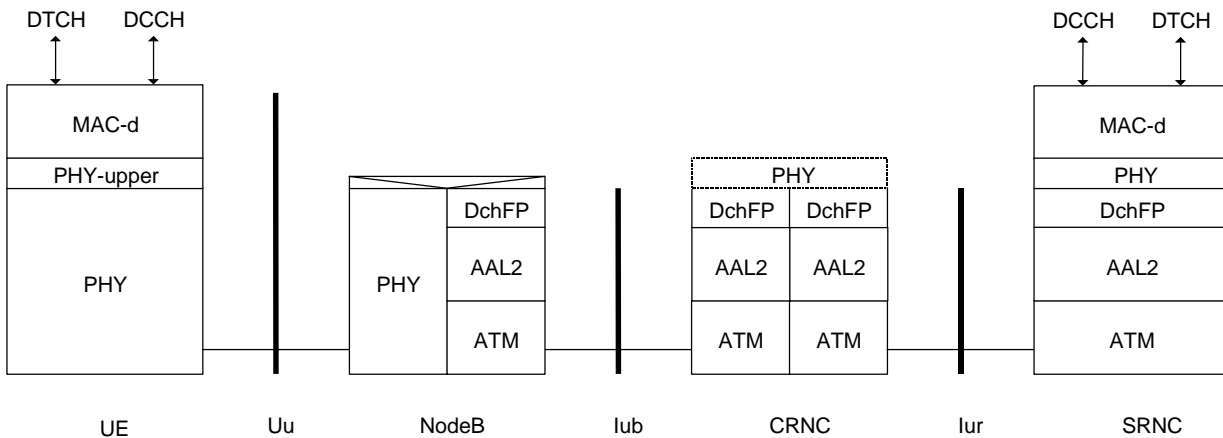 DTCH DCCH DCCH DTCH
MAC-d MAC-d
PHY-upper PHY PHY
DchFP DchFP DchFP DchFP
PHY PHY AAL2 AAL2 AAL2 AAL2
ATM ATM ATM ATM
UE Uu NodeB Iub CRNC Iur SRNC